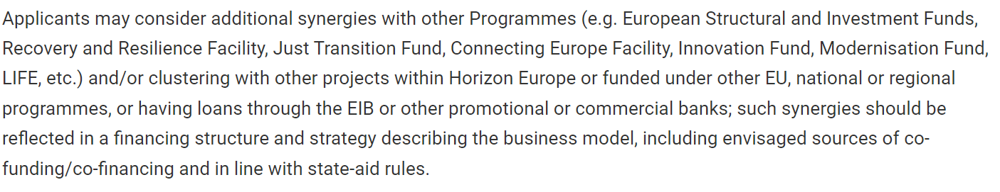 Applicants may consider additional synergies with other Programmes (e.g. European Structural and Investment Funds,
Recovery and Resilience Facility, Just Transition Fund, Connecting Europe Facility, Innovation Fund, Modernisation Fund,
LIFE, etc.) and/or clustering with other projects within Horizon Europe or funded under other EU, national or regional
programmes, or having loans through the EIB or other promotional or commercial banks; such synergies should be
reflected in a financing structure and strategy describing the business model, including envisaged sources of co-
funding/co-financing and in line with state-aid rules.